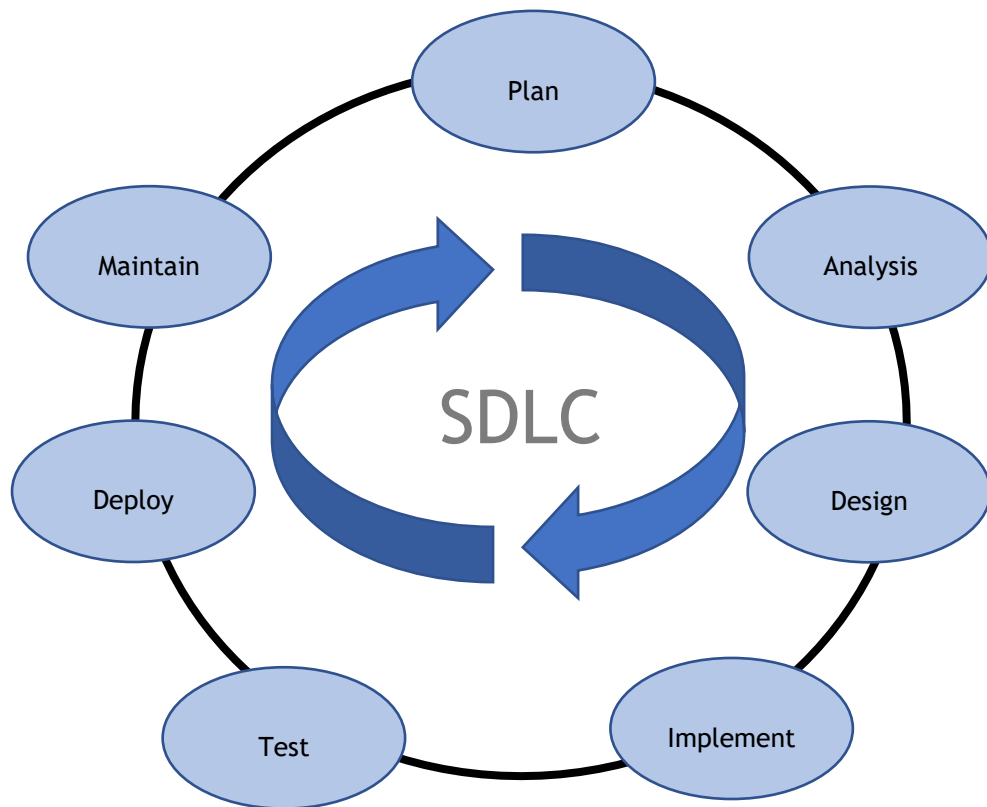 Plan
Maintain
Analysis
SDLC
Deploy
Design
Test
Implement